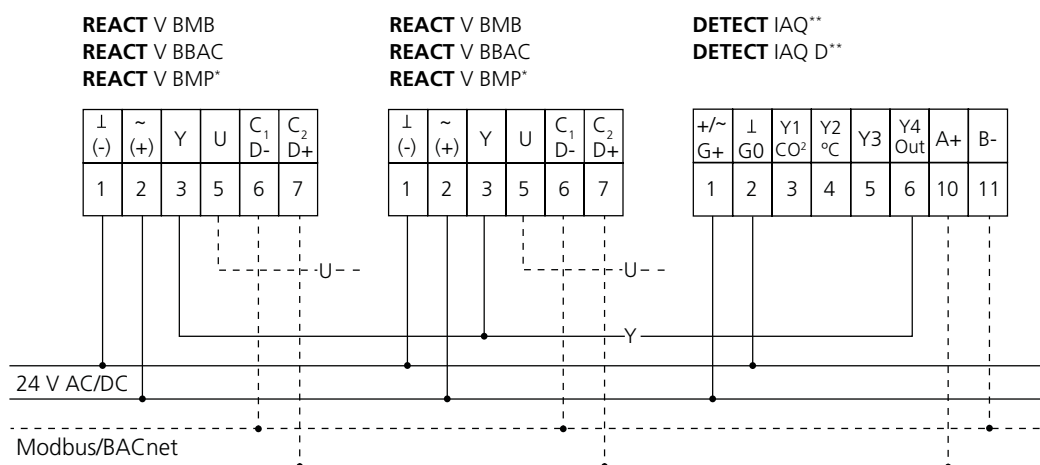 REACT V BMB
REACT V BBAC
REACT V BMP*
REACT V BMB
REACT V BBAC
REACT V BMP*
DETECT IAQ**
DETECT IAQ D**
⊥ (-) ~ (+) Y U C₁ D- C₂ D+
1 2 3 5 6 7
⊥ (-) ~ (+) Y U C₁ D- C₂ D+
1 2 3 5 6 7
+/~ G+ ⊥ G0 Y1 CO² Y2 ºC Y3 Y4 Out A+ B-
1 2 3 4 5 6 10 11
U
U
Y
24 V AC/DC
Modbus/BACnet